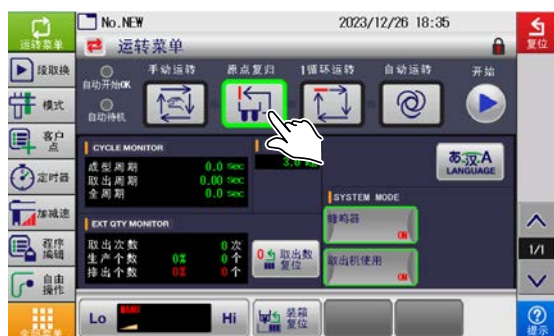 No. NEW 2023/12/26 18:35
运转菜单
运转菜单
复位
段取换
模式
客户点
定时器
加减速
程序编辑
自由操作
自动开始OK
自动待机
手动运转
原点复归
1循环运转
自动运转
开始
CYCLE MONITOR
成型周期 0.0 Sec
取出周期 0.00 Sec
全周期 0.0 Sec
あ汉A
LANGUAGE
SYSTEM MODE
蜂鸣器
ON
取出机使用
ON
EXT QTY MONITOR
取出次数 0次
生产个数 0% 0个
排出个数 0% 0个
取出数
复位
1/1
Lo
Hi
装箱
复位
提示